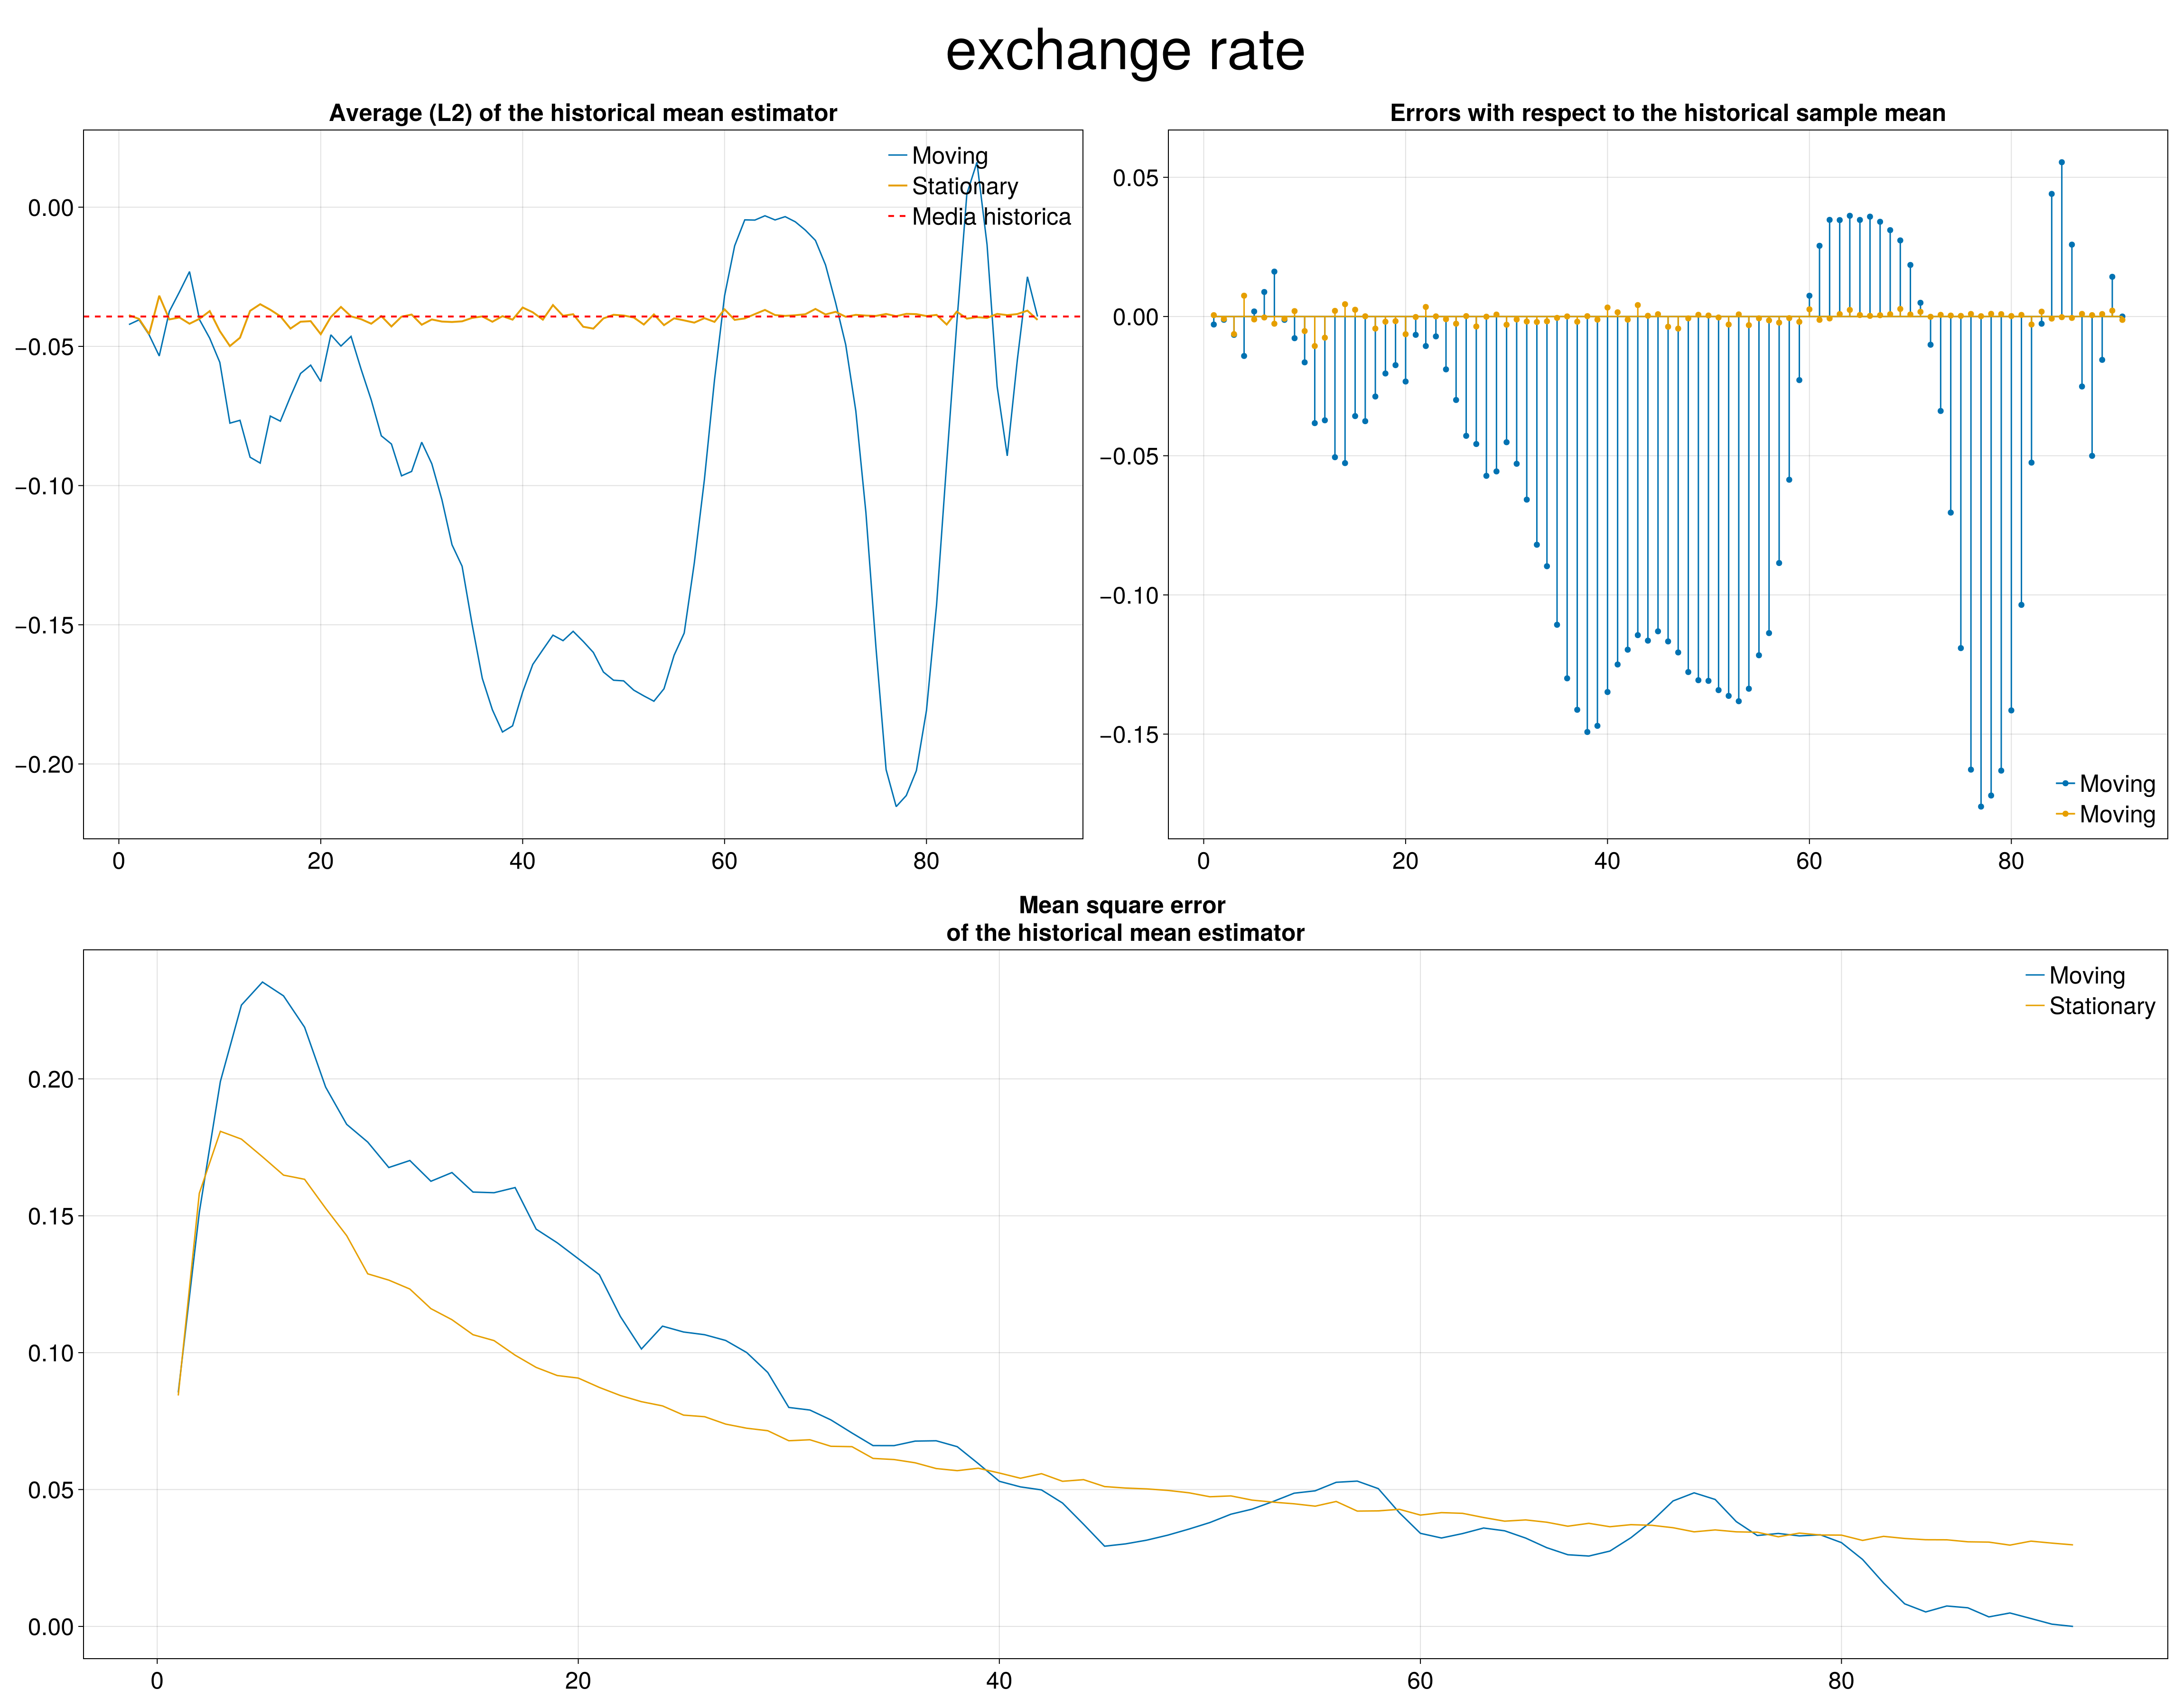 exchange rate
Average (L2) of the historical mean estimator
Moving
Stationary
Media historica
0.00
−0.05
−0.10
−0.15
−0.20
0 20 40 60 80
Errors with respect to the historical sample mean
0.05
0.00
−0.05
−0.10
−0.15
Moving
Moving
0 20 40 60 80
Mean square error
of the historical mean estimator
Moving
Stationary
0.20
0.15
0.10
0.05
0.00
0 20 40 60 80